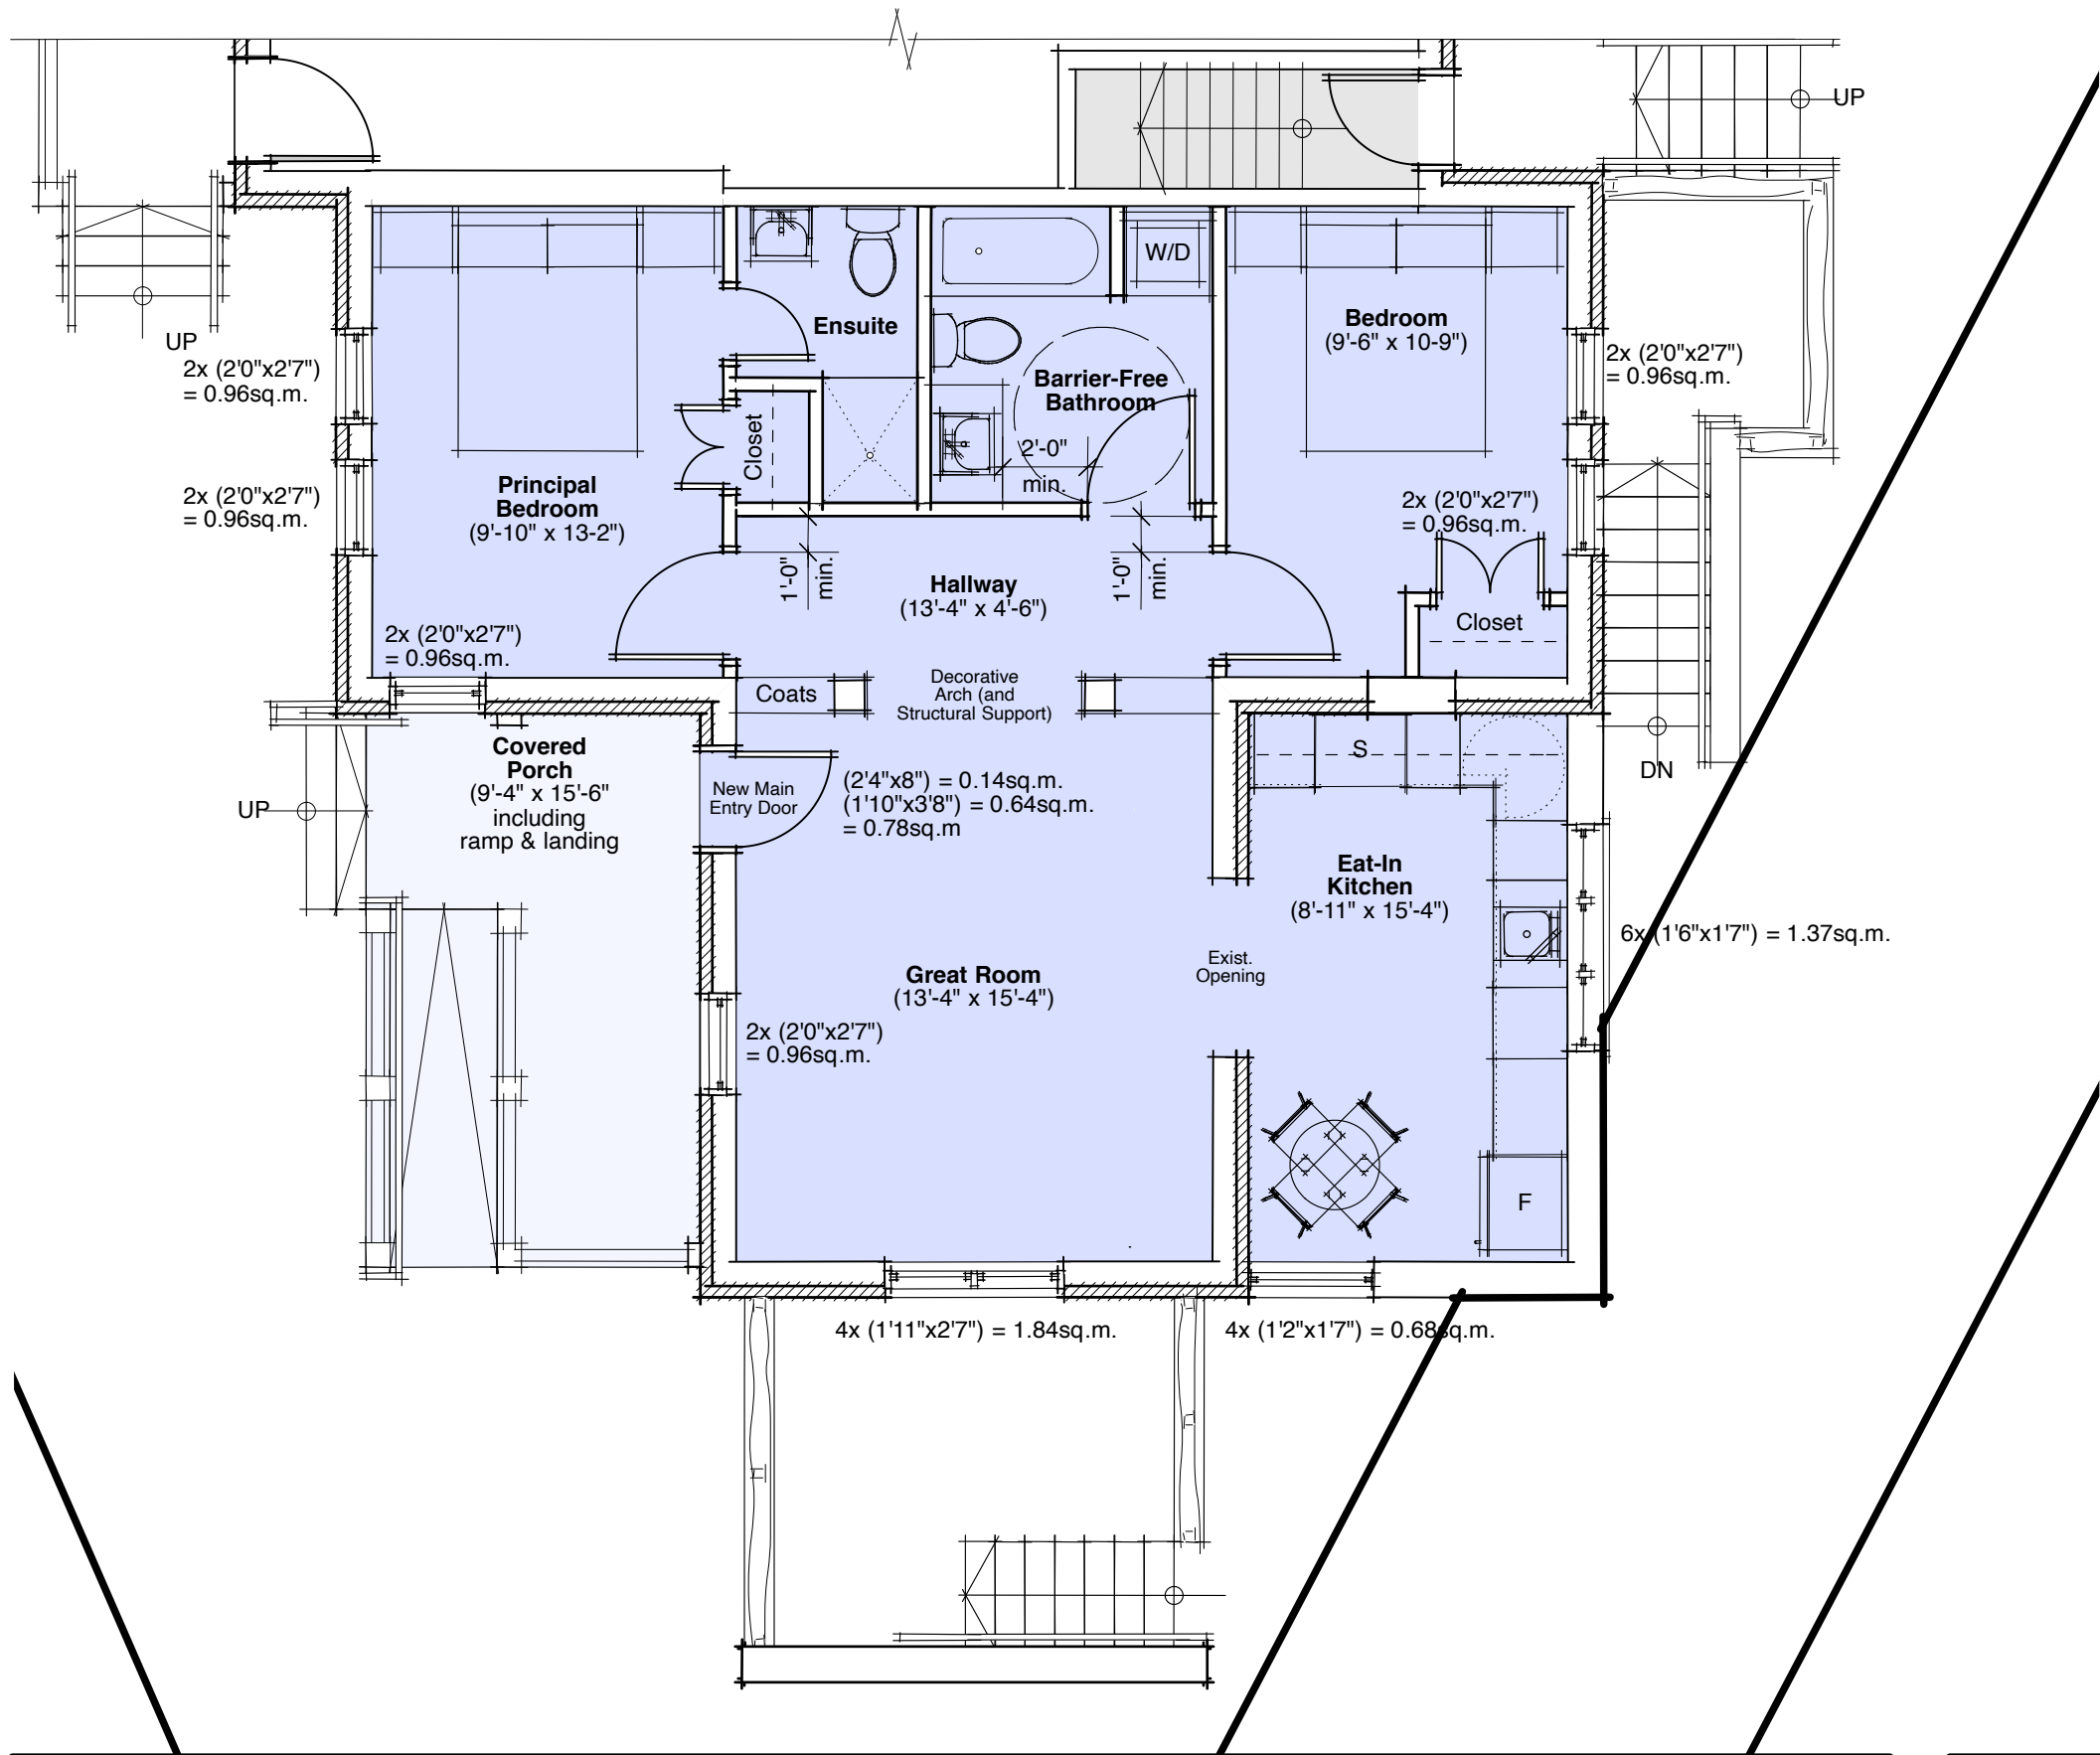 UP
W/D
Ensuite
Bedroom
(9'-6" x 10-9")
UP
2x (2'0"x2'7")
= 0.96sq.m.
2x (2'0"x2'7")
= 0.96sq.m.
Barrier-Free
Bathroom
Closet
2'-0"
min.
Principal
Bedroom
(9'-10" x 13-2")
2x (2'0"x2'7")
= 0.96sq.m.
2x (2'0"x2'7")
= 0.96sq.m.
1'-0"
min.
Hallway
(13'-4" x 4'-6")
1'-0"
min.
Closet
2x (2'0"x2'7")
= 0.96sq.m.
Coats
Decorative
Arch (and
Structural Support)
Covered
Porch
(9'-4" x 15'-6"
including
ramp & landing
UP
New Main
Entry Door
(2'4"x8") = 0.14sq.m.
(1'10"x3'8") = 0.64sq.m.
= 0.78sq.m
S
DN
Eat-In
Kitchen
(8'-11" x 15'-4")
6x (1'6"x1'7") = 1.37sq.m.
Exist.
Opening
Great Room
(13'-4" x 15'-4")
2x (2'0"x2'7")
= 0.96sq.m.
F
4x (1'11"x2'7") = 1.84sq.m.
4x (1'2"x1'7") = 0.68sq.m.